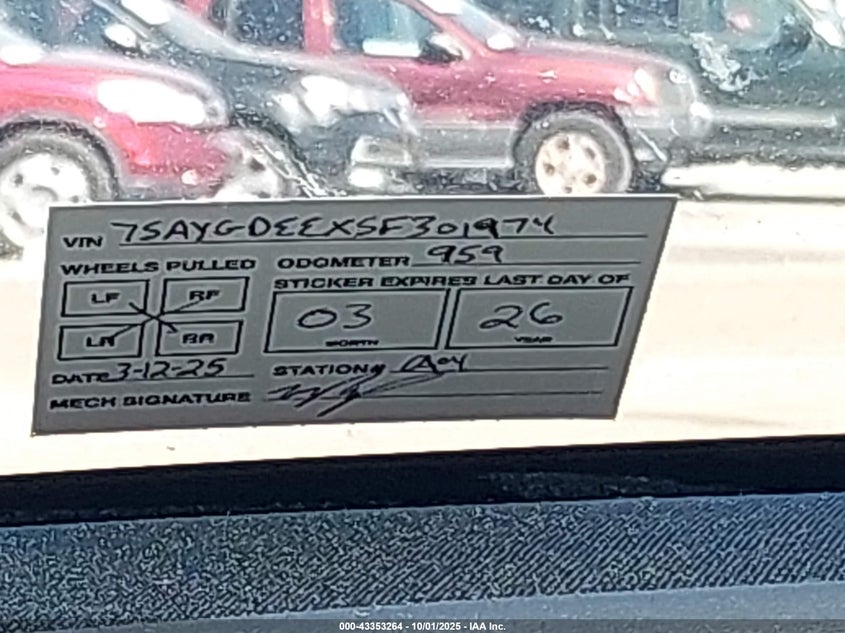 VIN 7SAYGDEEXSF301974
WHEELS PULLED ODOMETER 959
LF RF STICKER EXPIRES LAST DAY OF
LR RR 03 26
MONTH YEAR
DATE 3-12-25 STATION#
MECH SIGNATURE
000-43353264 - 10/01/2025 - IAA Inc.